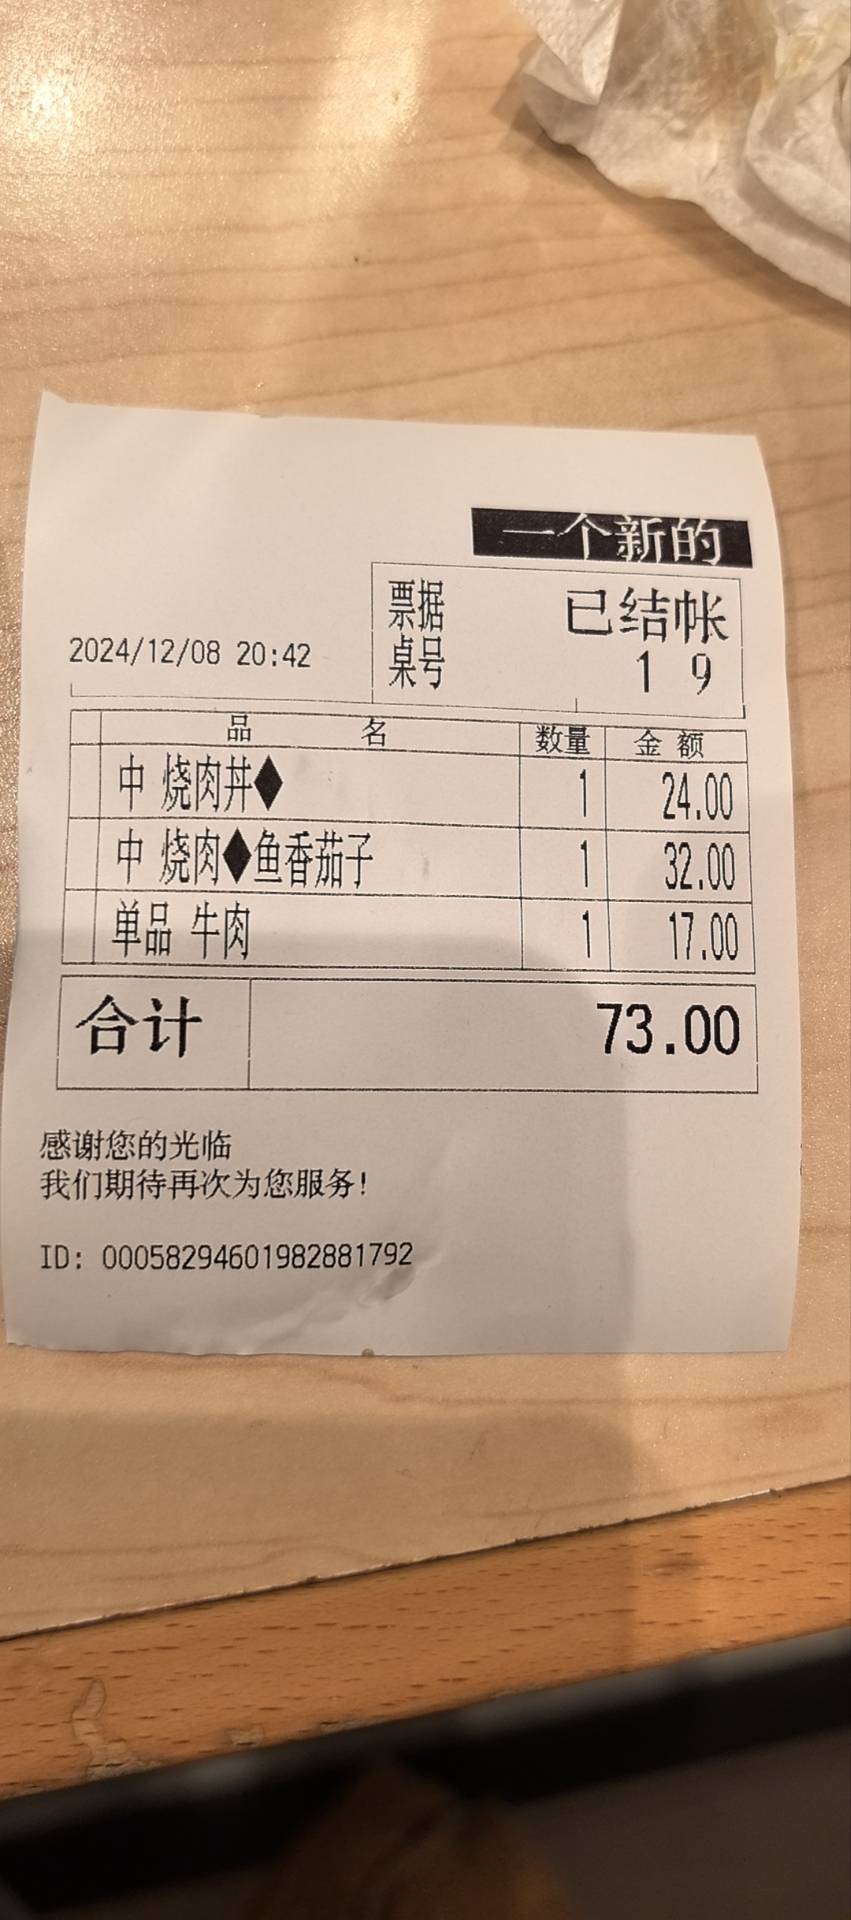 一个新的
票据 已结帐
2024/12/08 20:42 桌号 19
品名 数量 金额
中 烧肉丼♦ 1 24.00
中 烧肉♦鱼香茄子 1 32.00
单品 牛肉 1 17.00
合计 73.00
感谢您的光临
我们期待再次为您服务!
ID: 00058294601982881792